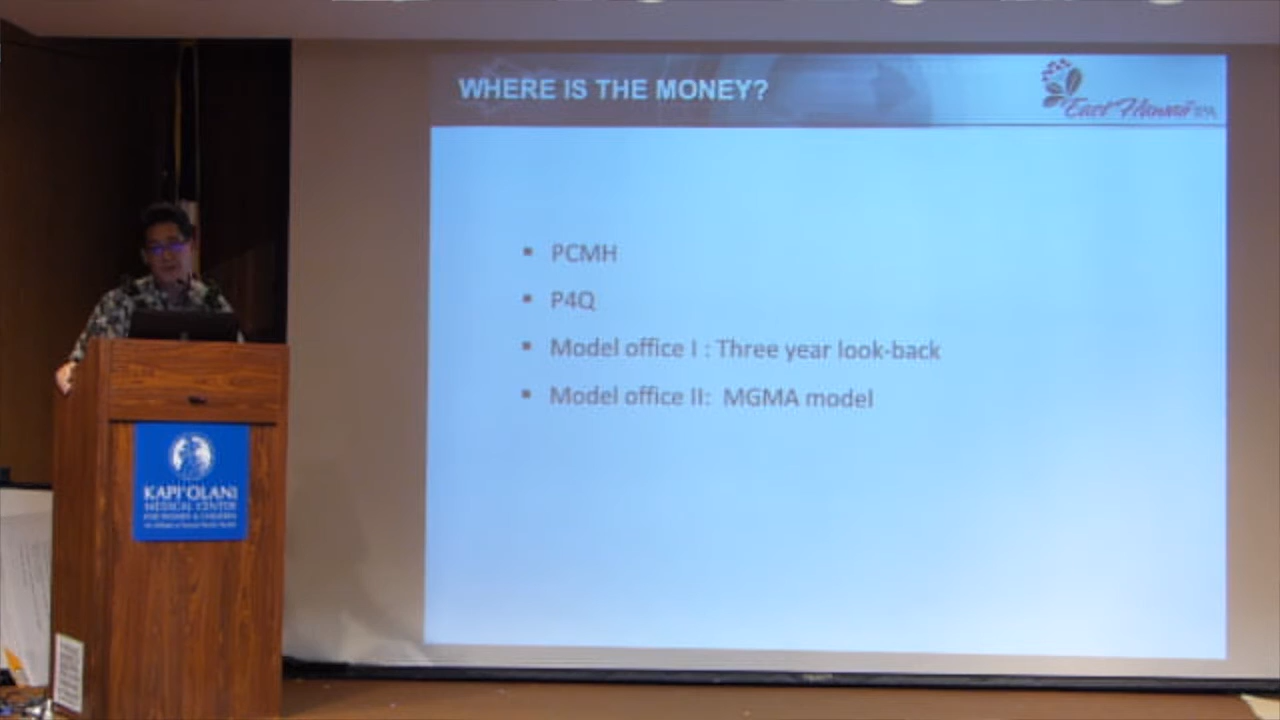 WHERE IS THE MONEY?
East Hawaii IPA
▪ PCMH
▪ P4Q
▪ Model office I : Three year look-back
▪ Model office II: MGMA model
KAPI'OLANI
MEDICAL CENTER
FOR WOMEN & CHILDREN